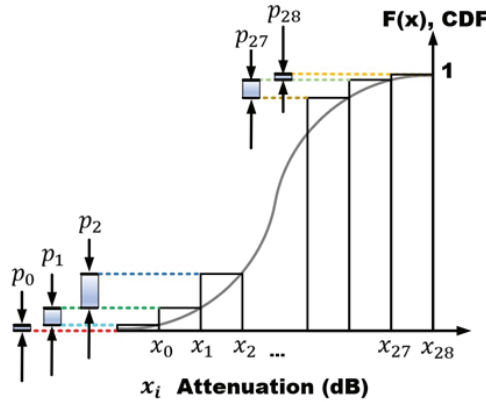 F(x), CDF
p₂₈
p₂₇
1
p₂
p₁
p₀
x₀ x₁ x₂ ... x₂₇ x₂₈
xᵢ Attenuation (dB)